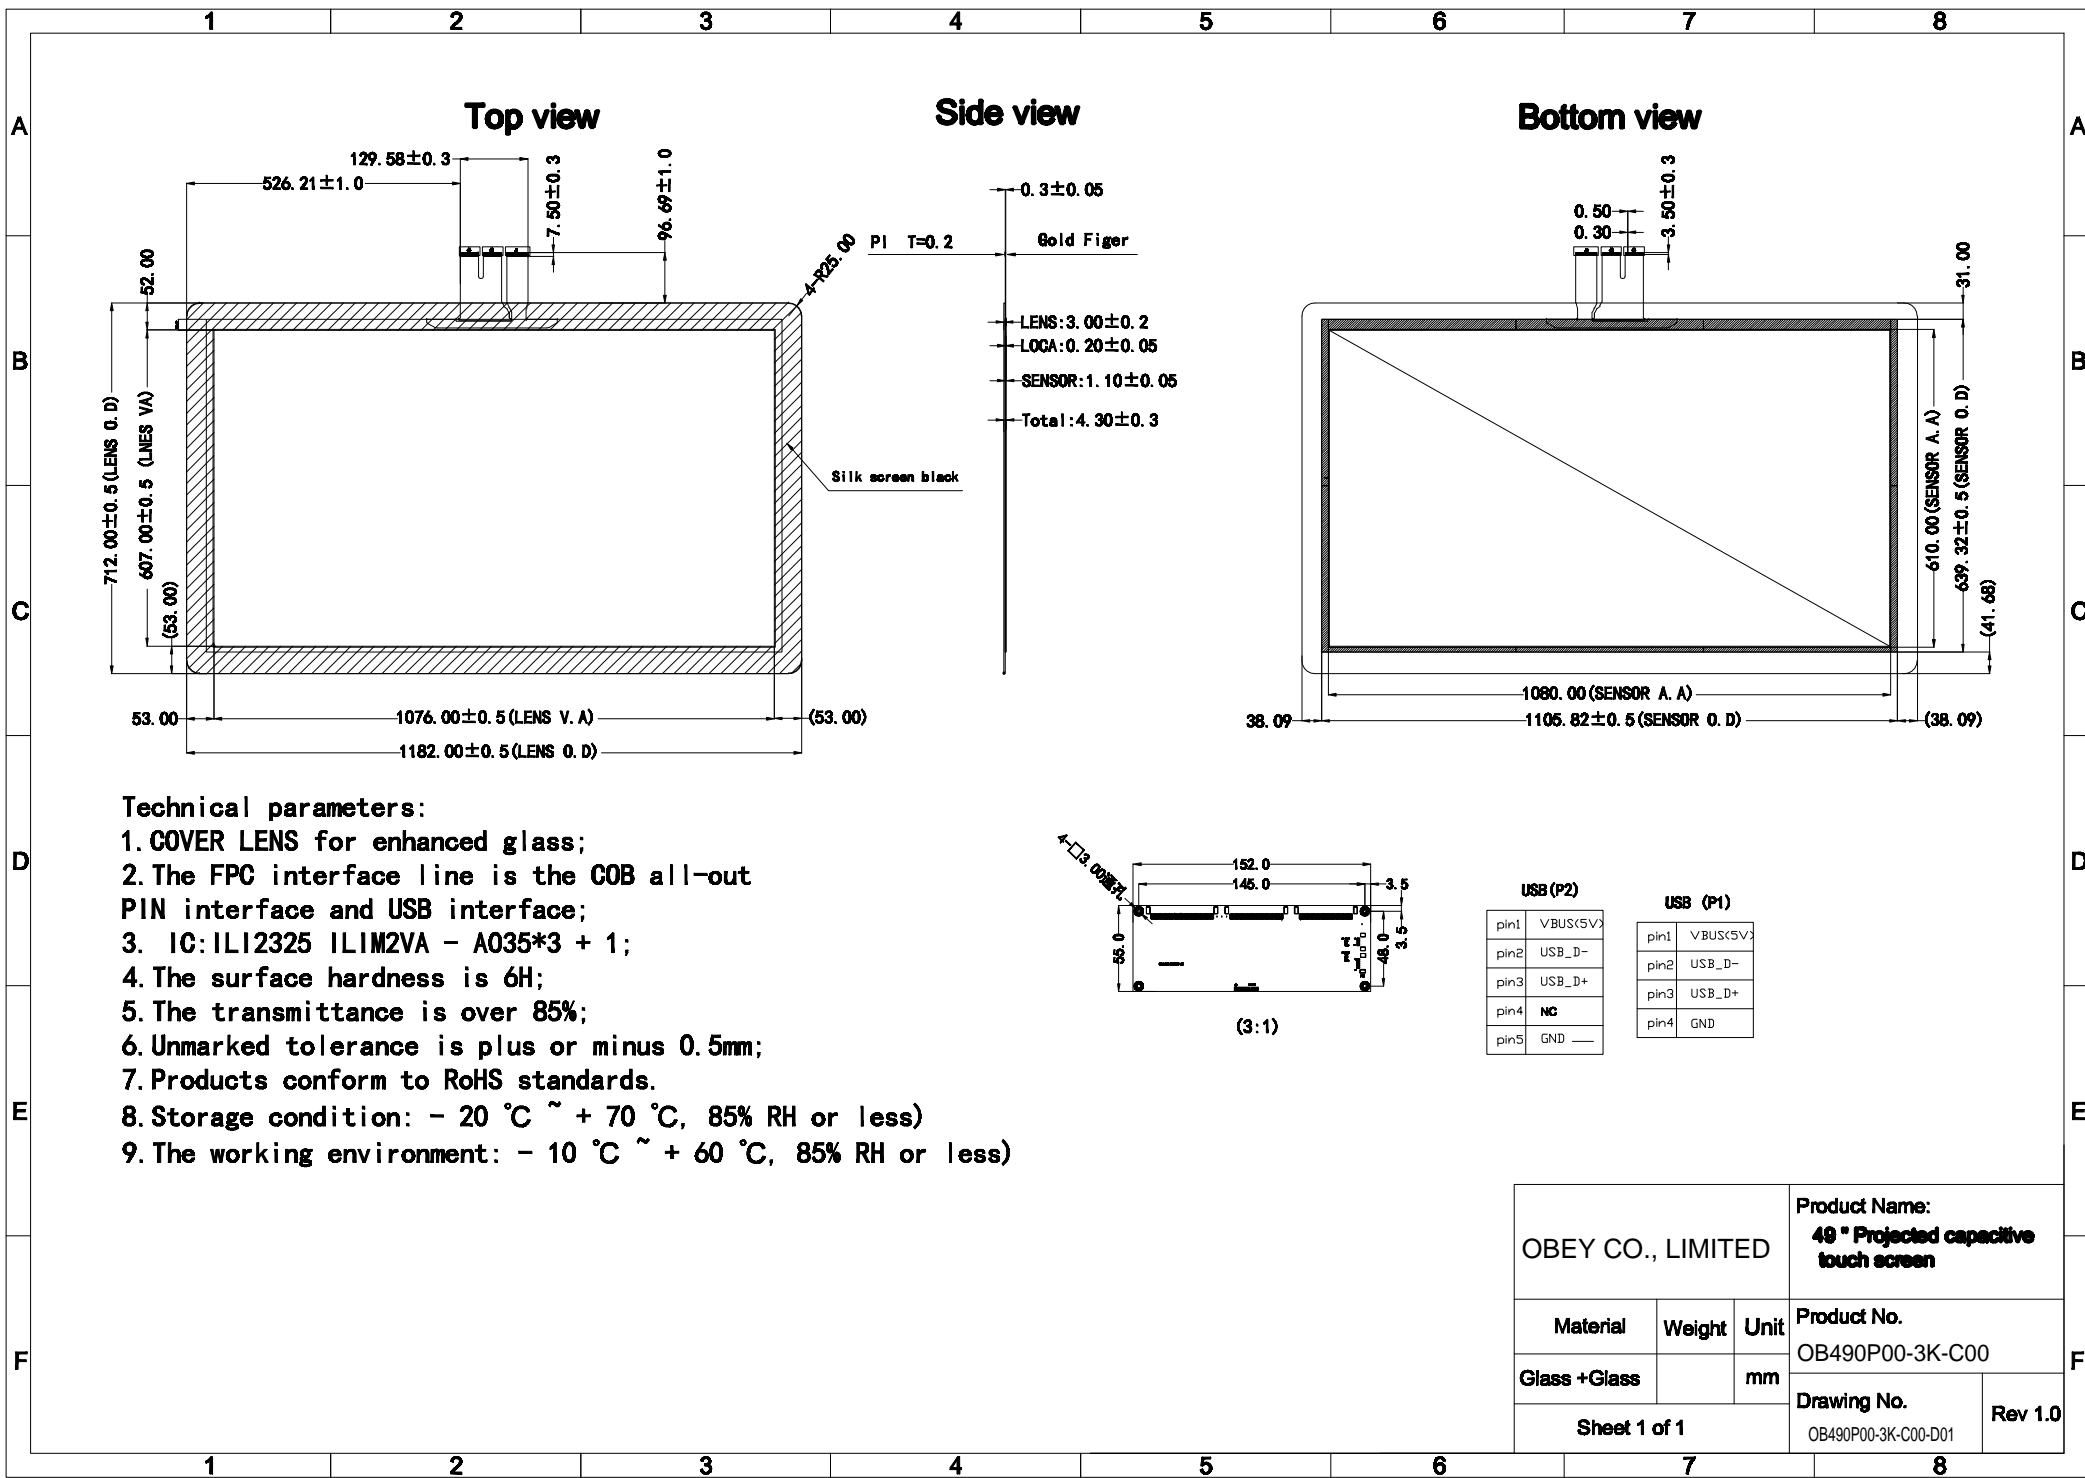 1 2 3 4 5 6 7 8
A A
B B
C C
D D
E E
F F
Top view
129.58±0.3
526.21±1.0
7.50±0.3
96.69±1.0
52.00
4-R25.00
712.00±0.5(LENS O.D)
607.00±0.5 (LNES VA)
(53.00)
Silk screen black
53.00
1076.00±0.5(LENS V.A)
(53.00)
1182.00±0.5(LENS O.D)
Side view
0.3±0.05
PI T=0.2
Gold Figer
LENS:3.00±0.2
LOCA:0.20±0.05
SENSOR:1.10±0.05
Total:4.30±0.3
Bottom view
0.50
0.30
3.50±0.3
31.00
610.00(SENSOR A.A)
639.32±0.5(SENSOR O.D)
(41.68)
1080.00(SENSOR A.A)
38.09
1105.82±0.5(SENSOR O.D)
(38.09)
Technical parameters:
1.COVER LENS for enhanced glass;
2.The FPC interface line is the COB all-out
PIN interface and USB interface;
3. IC:ILI2325 ILIM2VA - A035*3 + 1;
4.The surface hardness is 6H;
5.The transmittance is over 85%;
6.Unmarked tolerance is plus or minus 0.5mm;
7.Products conform to RoHS standards.
8.Storage condition: - 20 ℃ ~ + 70 ℃, 85% RH or less)
9.The working environment: - 10 ℃ ~ + 60 ℃, 85% RH or less)
152.0
145.0
3.5
3.5
55.0
48.0
(3:1)
USB(P2)
pin1 VBUS(5V)
pin2 USB_D-
pin3 USB_D+
pin4 NC
pin5 GND
USB (P1)
pin1 VBUS(5V)
pin2 USB_D-
pin3 USB_D+
pin4 GND
OBEY CO., LIMITED
Product Name:
49 " Projected capacitive
touch screen
Material Weight Unit
Glass +Glass mm
Product No.
OB490P00-3K-C00
Sheet 1 of 1
Drawing No.
OB490P00-3K-C00-D01
Rev 1.0
1 2 3 4 5 6 7 8